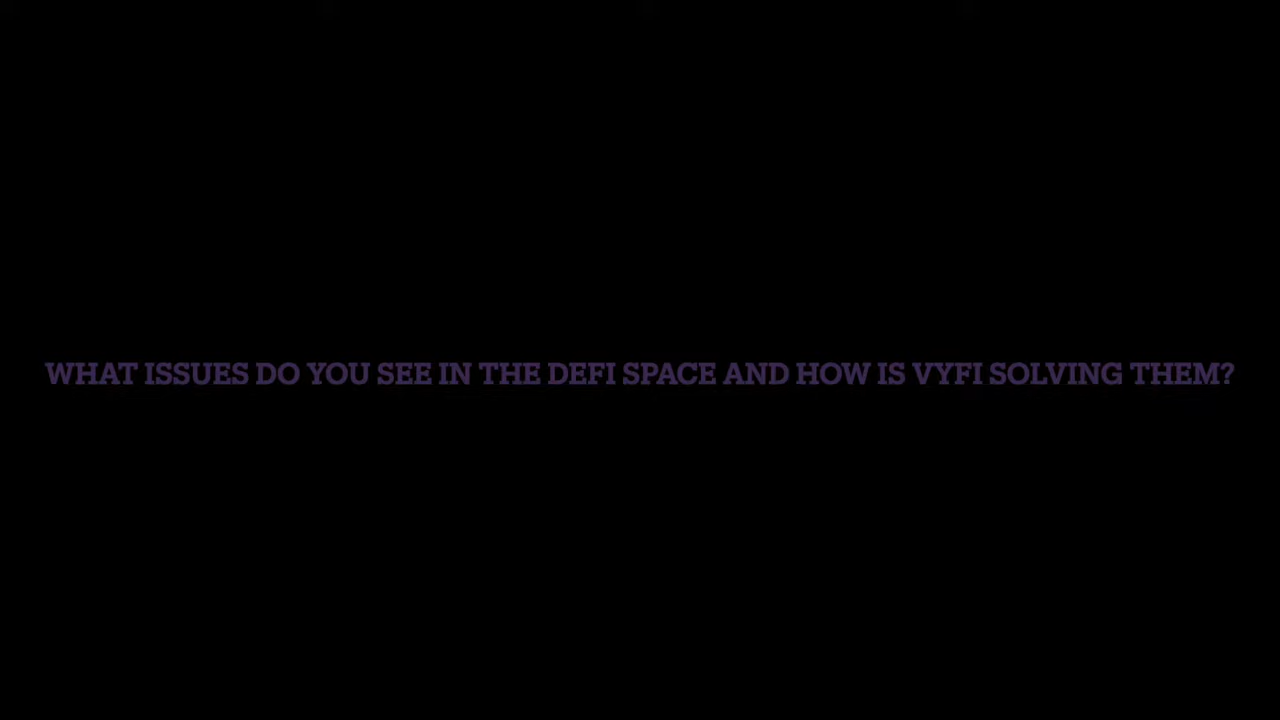 WHAT ISSUES DO YOU SEE IN THE DEFI SPACE AND HOW IS VYFI SOLVING THEM?